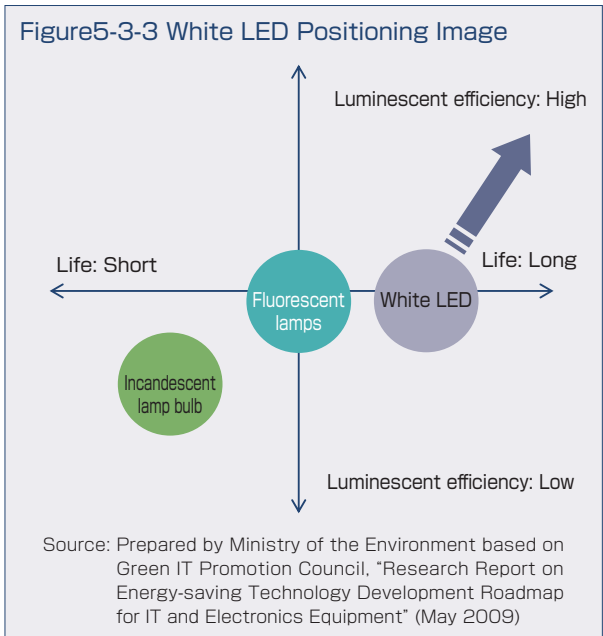 Figure5-3-3 White LED Positioning Image
Luminescent efficiency: High
Life: Short
Life: Long
Fluorescent
lamps
White LED
Incandescent
lamp bulb
Luminescent efficiency: Low
Source: Prepared by Ministry of the Environment based on
Green IT Promotion Council, “Research Report on
Energy-saving Technology Development Roadmap
for IT and Electronics Equipment” (May 2009)